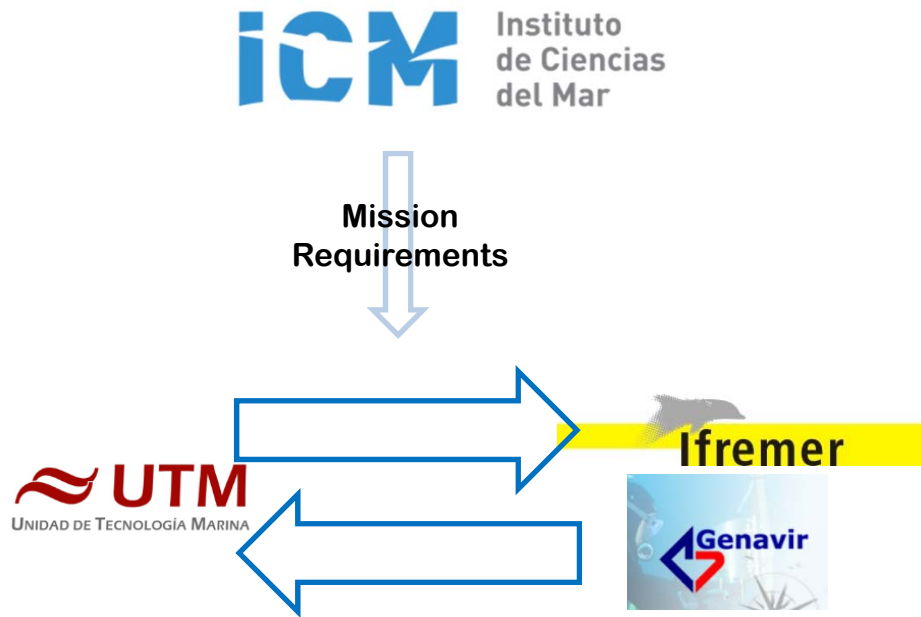 iCM
Instituto
de Ciencias
del Mar
Mission
Requirements
Ifremer
UTM
UNIDAD DE TECNOLOGÍA MARINA
Genavir